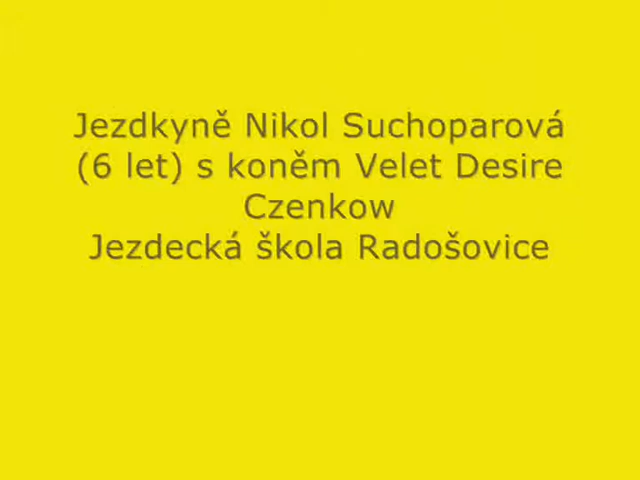 Jezdkyně Nikol Suchoparová
(6 let) s koněm Velet Desire
Czenkow
Jezdecká škola Radošovice